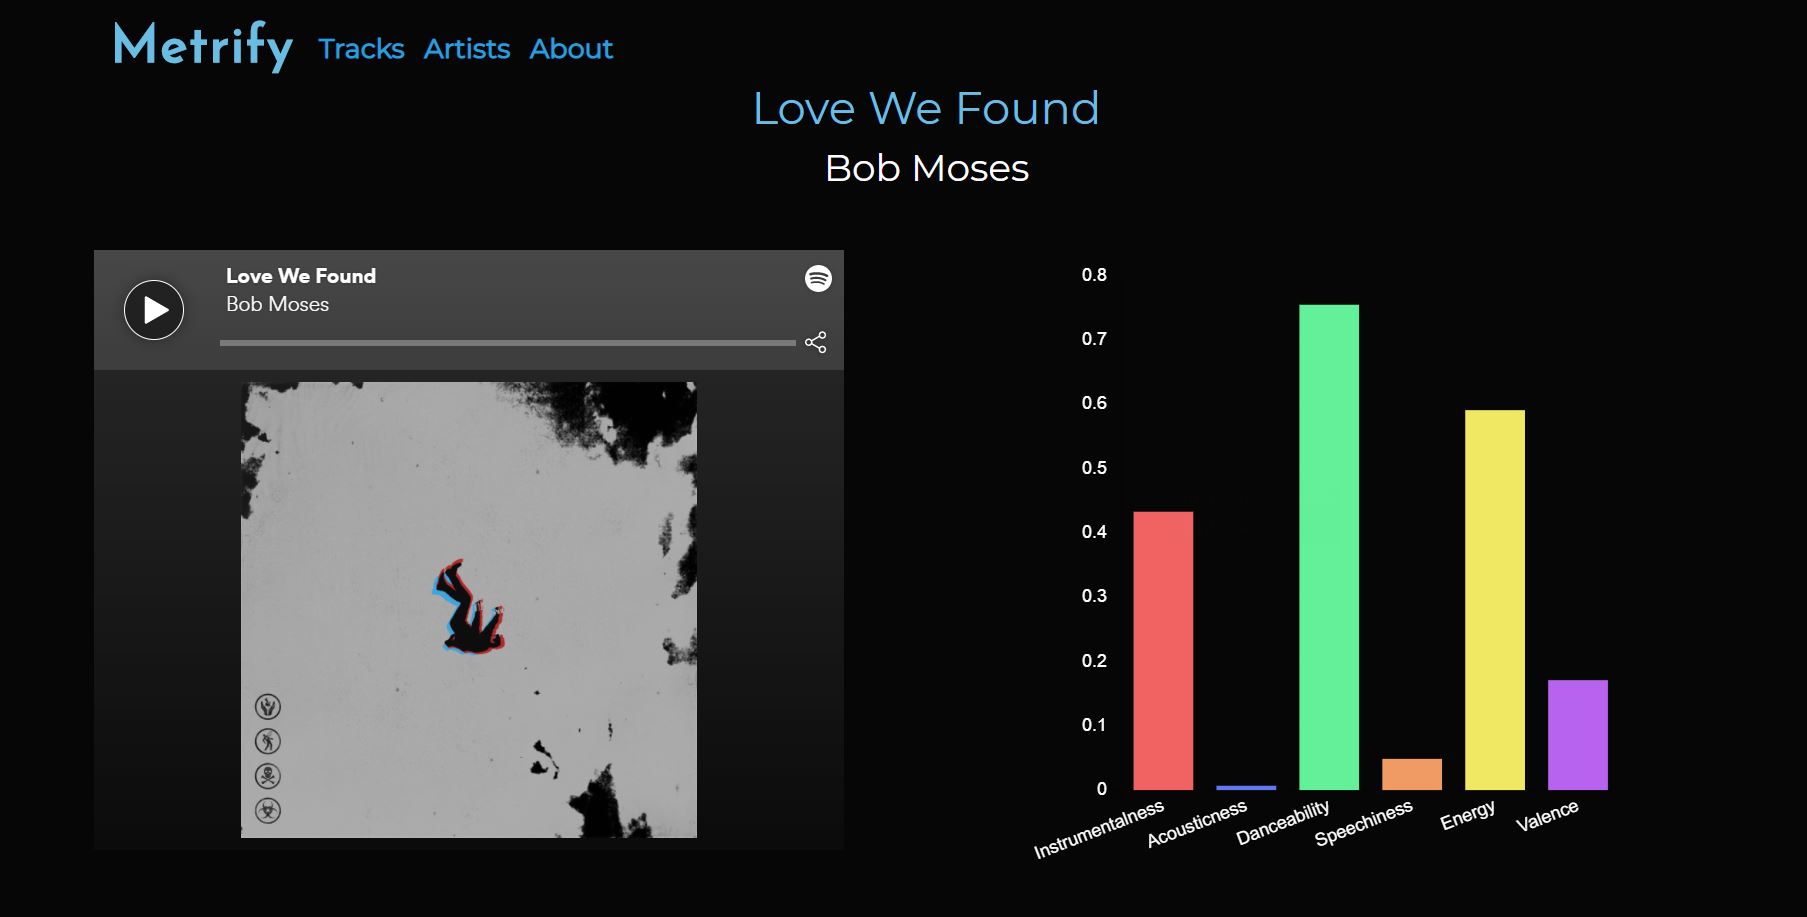 Metrify Tracks Artists About
Love We Found
Bob Moses
Love We Found
Bob Moses
0.8
0.7
0.6
0.5
0.4
0.3
0.2
0.1
0
Instrumentalness Acousticness Danceability Speechiness Energy Valence